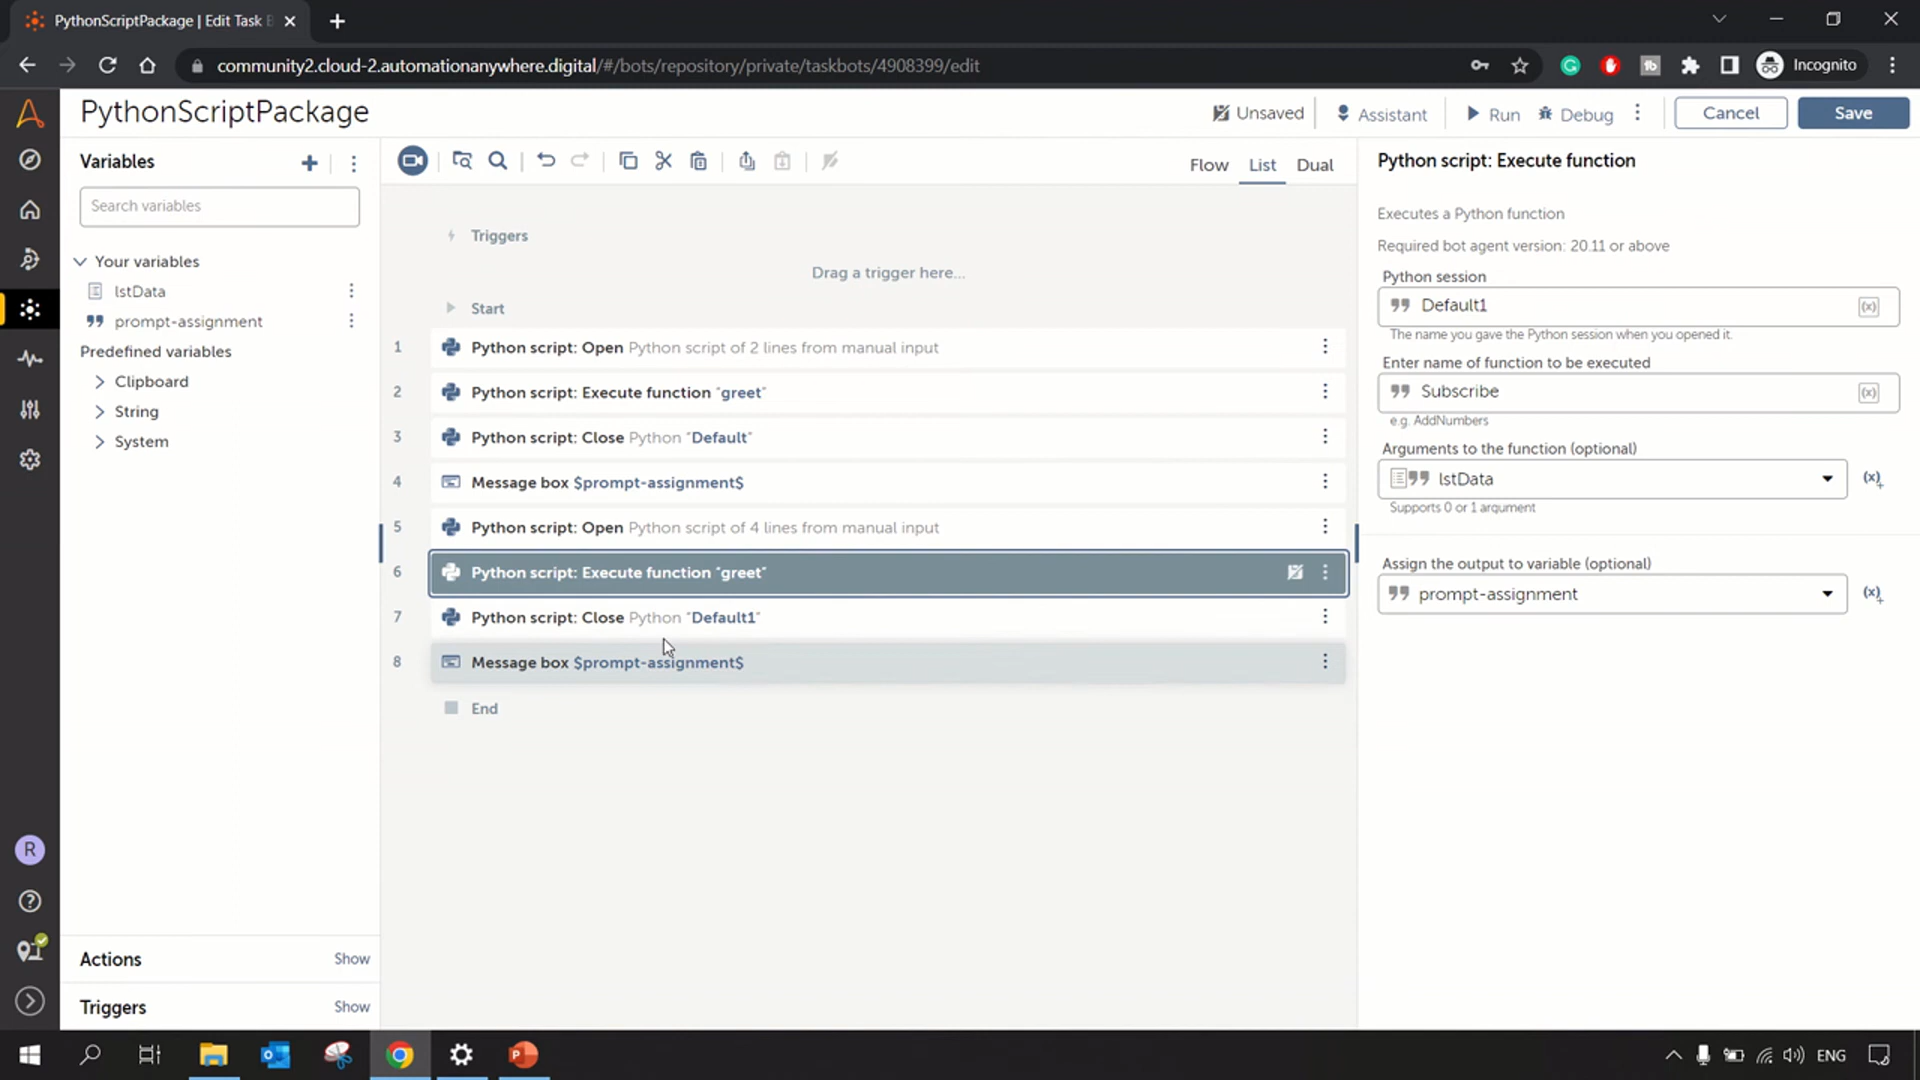 PythonScriptPackage | Edit Task B
community2.cloud-2.automationanywhere.digital/#/bots/repository/private/taskbots/4908399/edit
Incognito
PythonScriptPackage
Unsaved
Assistant
Run
Debug
Cancel
Save
Variables
Search variables
Your variables
lstData
prompt-assignment
Predefined variables
Clipboard
String
System
Actions
Show
Triggers
Show
R
Flow
List
Dual
Triggers
Drag a trigger here...
Start
1 Python script: Open Python script of 2 lines from manual input
2 Python script: Execute function "greet"
3 Python script: Close Python "Default"
4 Message box $prompt-assignment$
5 Python script: Open Python script of 4 lines from manual input
6 Python script: Execute function "greet"
7 Python script: Close Python "Default1"
8 Message box $prompt-assignment$
End
Python script: Execute function
Executes a Python function
Required bot agent version: 20.11 or above
Python session
Default1
(x)
The name you gave the Python session when you opened it.
Enter name of function to be executed
Subscribe
(x)
e.g. AddNumbers
Arguments to the function (optional)
lstData
(x)+
Supports 0 or 1 argument
Assign the output to variable (optional)
prompt-assignment
(x)+
ENG